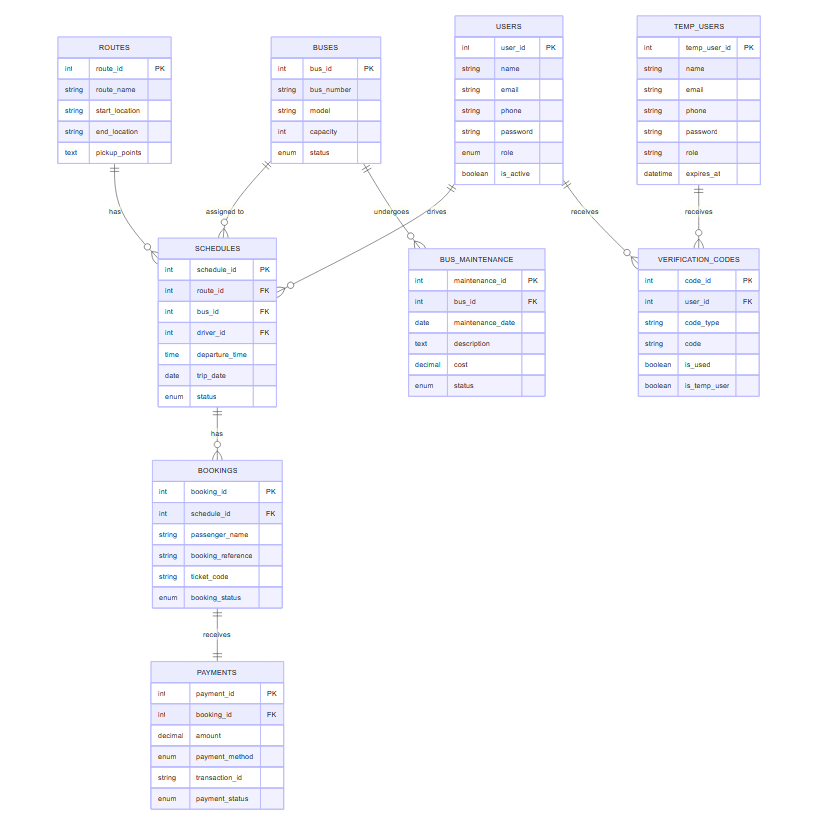 ROUTES
int route_id PK
string route_name
string start_location
string end_location
text pickup_points
BUSES
int bus_id PK
string bus_number
string model
int capacity
enum status
USERS
int user_id PK
string name
string email
string phone
string password
enum role
boolean is_active
TEMP_USERS
int temp_user_id PK
string name
string email
string phone
string password
string role
datetime expires_at
has
assigned to
undergoes
drives
receives
receives
SCHEDULES
int schedule_id PK
int route_id FK
int bus_id FK
int driver_id FK
time departure_time
date trip_date
enum status
BUS_MAINTENANCE
int maintenance_id PK
int bus_id FK
date maintenance_date
text description
decimal cost
enum status
VERIFICATION_CODES
int code_id PK
int user_id FK
string code_type
string code
boolean is_used
boolean is_temp_user
has
BOOKINGS
int booking_id PK
int schedule_id FK
string passenger_name
string booking_reference
string ticket_code
enum booking_status
receives
PAYMENTS
int payment_id PK
int booking_id FK
decimal amount
enum payment_method
string transaction_id
enum payment_status